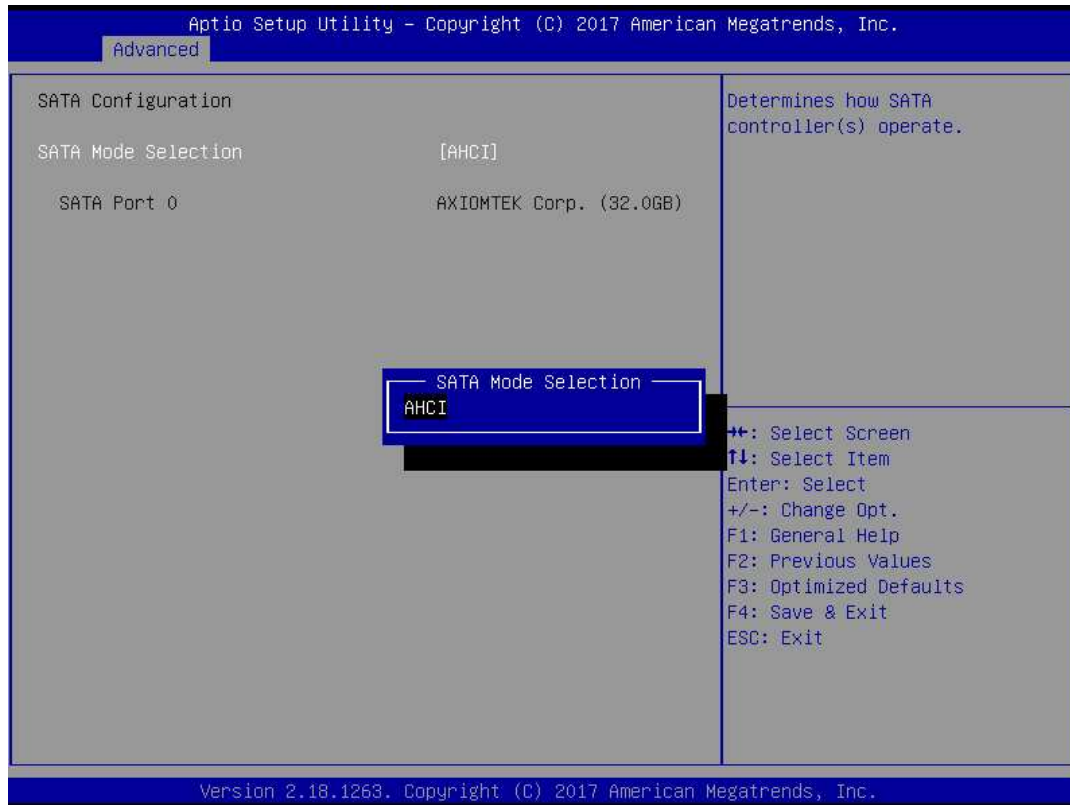 Aptio Setup Utility – Copyright (C) 2017 American Megatrends, Inc.
Advanced
SATA Configuration
SATA Mode Selection [AHCI]
SATA Port 0 AXIOMTEK Corp. (32.0GB)
Determines how SATA
controller(s) operate.
SATA Mode Selection
AHCI
→←: Select Screen
↑↓: Select Item
Enter: Select
+/-: Change Opt.
F1: General Help
F2: Previous Values
F3: Optimized Defaults
F4: Save & Exit
ESC: Exit
Version 2.18.1263. Copyright (C) 2017 American Megatrends, Inc.